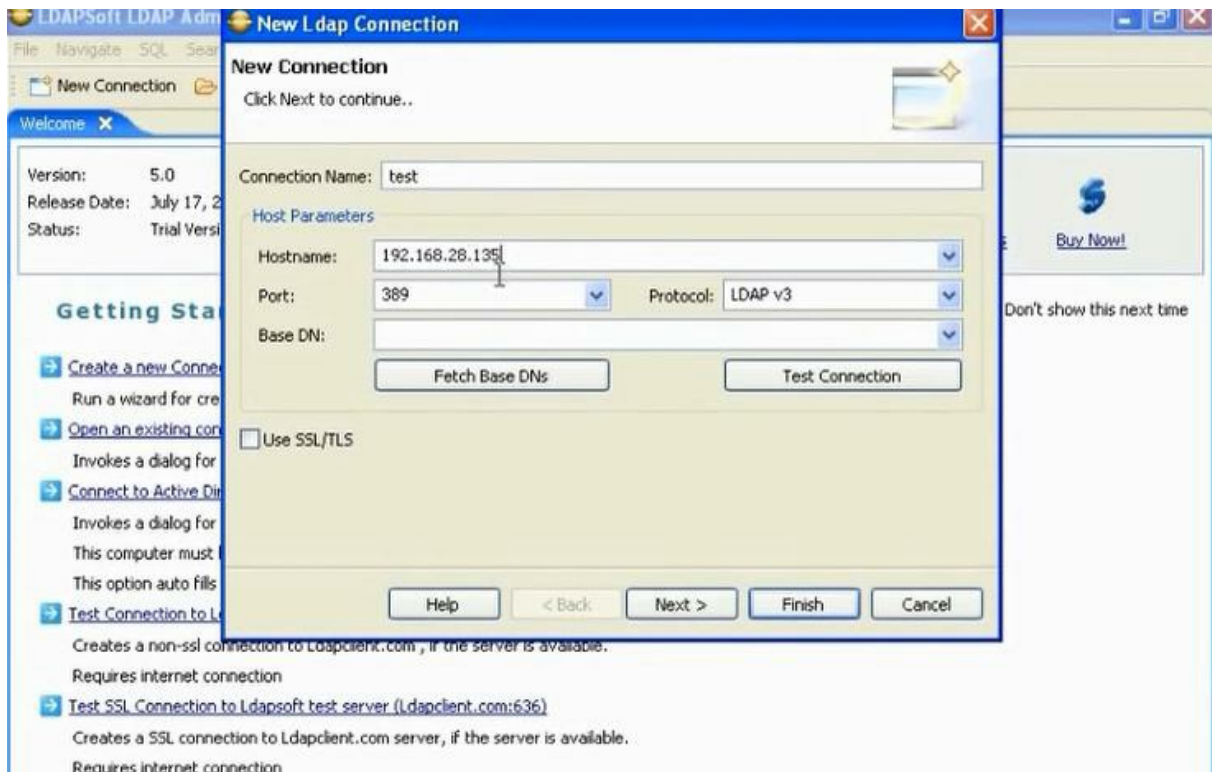 LDAPSoft LDAP Adm
File Navigate SQL Sear
New Connection
Welcome
Version: 5.0
Release Date: July 17, 2
Status: Trial Versi
Buy Now!
Don't show this next time
Getting Sta
Create a new Conne
Run a wizard for cre
Open an existing con
Invokes a dialog for
Connect to Active Dir
Invokes a dialog for
This computer must
This option auto fills
Test Connection to L
Creates a non-ssl connection to Ldapclient.com , if the server is available.
Requires internet connection
Test SSL Connection to Ldapsoft test server (Ldapclient.com:636)
Creates a SSL connection to Ldapclient.com server, if the server is available.
Requires internet connection
New Ldap Connection
New Connection
Click Next to continue..
Connection Name: test
Host Parameters
Hostname: 192.168.28.135
Port: 389 Protocol: LDAP v3
Base DN:
Fetch Base DNs Test Connection
Use SSL/TLS
Help < Back Next > Finish Cancel